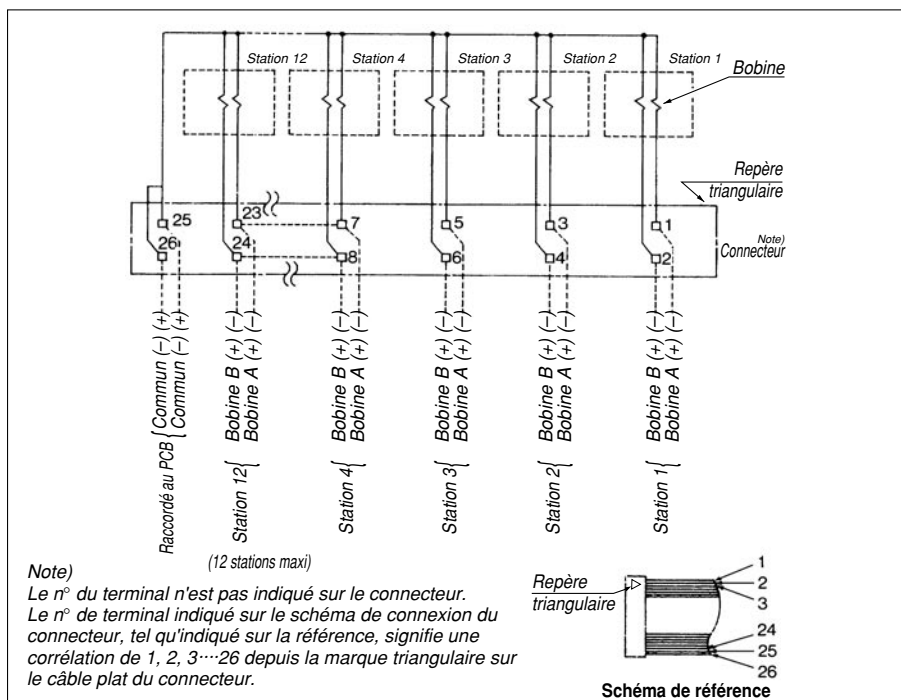 Station 12
Station 4
Station 3
Station 2
Station 1
Bobine
Repère
triangulaire
25
23
7
5
3
1
Note)
Connecteur
26
24
8
6
4
2
Raccordé au PCB { Commun (–) (+)
Commun (–) (+)
Station 12 { Bobine B (+) (–)
Bobine A (+) (–)
Station 4 { Bobine B (+) (–)
Bobine A (+) (–)
Station 3 { Bobine B (+) (–)
Bobine A (+) (–)
Station 2 { Bobine B (+) (–)
Bobine A (+) (–)
Station 1 { Bobine B (+) (–)
Bobine A (+) (–)
(12 stations maxi)
Note)
Le n° du terminal n'est pas indiqué sur le connecteur.
Le n° de terminal indiqué sur le schéma de connexion du
connecteur, tel qu'indiqué sur la référence, signifie une
corrélation de 1, 2, 3····26 depuis la marque triangulaire sur
le câble plat du connecteur.
Repère
triangulaire
1
2
3
24
25
26
Schéma de référence